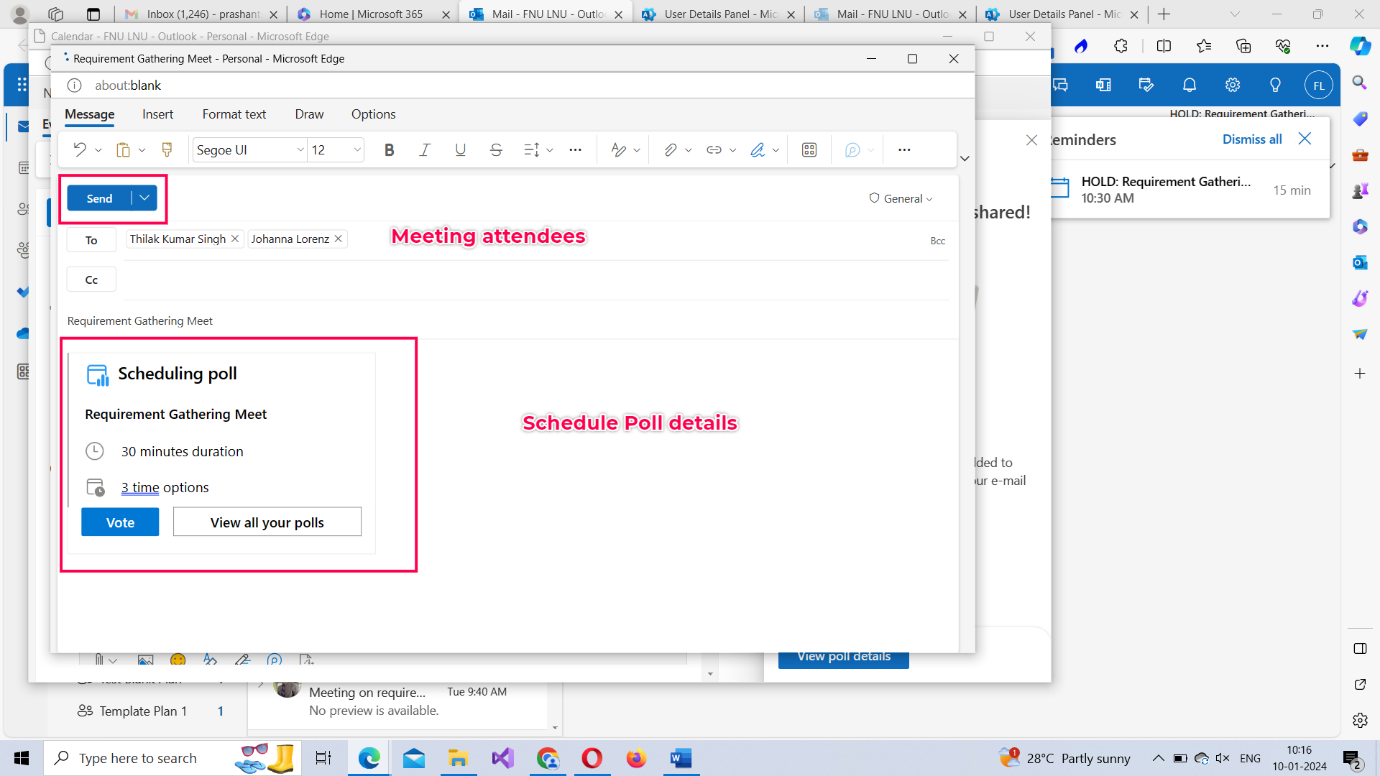 Inbox (1,246) - prashant
Home | Microsoft 365
Mail - FNU LNU - Outlo
User Details Panel - Mic
Mail - FNU LNU - Outlo
User Details Panel - Mic
Calendar - FNU LNU - Outlook - Personal - Microsoft Edge
Requirement Gathering Meet - Personal - Microsoft Edge
about:blank
FL
Message
Insert
Format text
Draw
Options
HOLD: Requirement Gatheri...
eminders
Dismiss all
Segoe UI
12
B
I
U
S
HOLD: Requirement Gatheri...
10:30 AM
15 min
Send
General
shared!
To
Thilak Kumar Singh
Johanna Lorenz
Meeting attendees
Bcc
Cc
Requirement Gathering Meet
Scheduling poll
Requirement Gathering Meet
Schedule Poll details
30 minutes duration
3 time options
dded to
ur e-mail
Vote
View all your polls
View poll details
Meeting on require...
Tue 9:40 AM
No preview is available.
Template Plan 1
1
Type here to search
1
28°C Partly sunny
ENG
10:16
10-01-2024
2